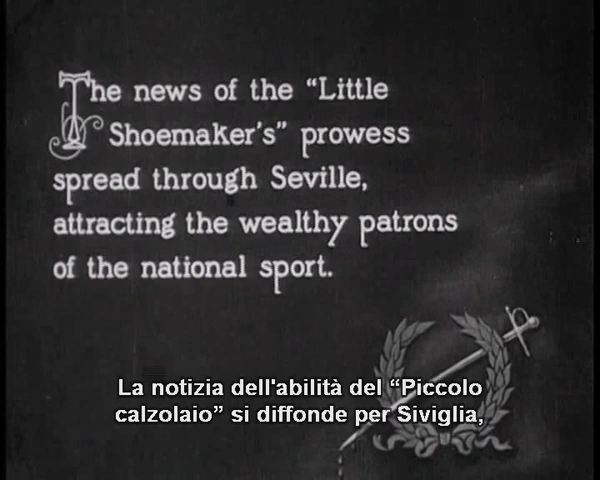 The news of the “Little
Shoemaker's” prowess
spread through Seville,
attracting the wealthy patrons
of the national sport.
La notizia dell'abilità del “Piccolo
calzolaio” si diffonde per Siviglia,